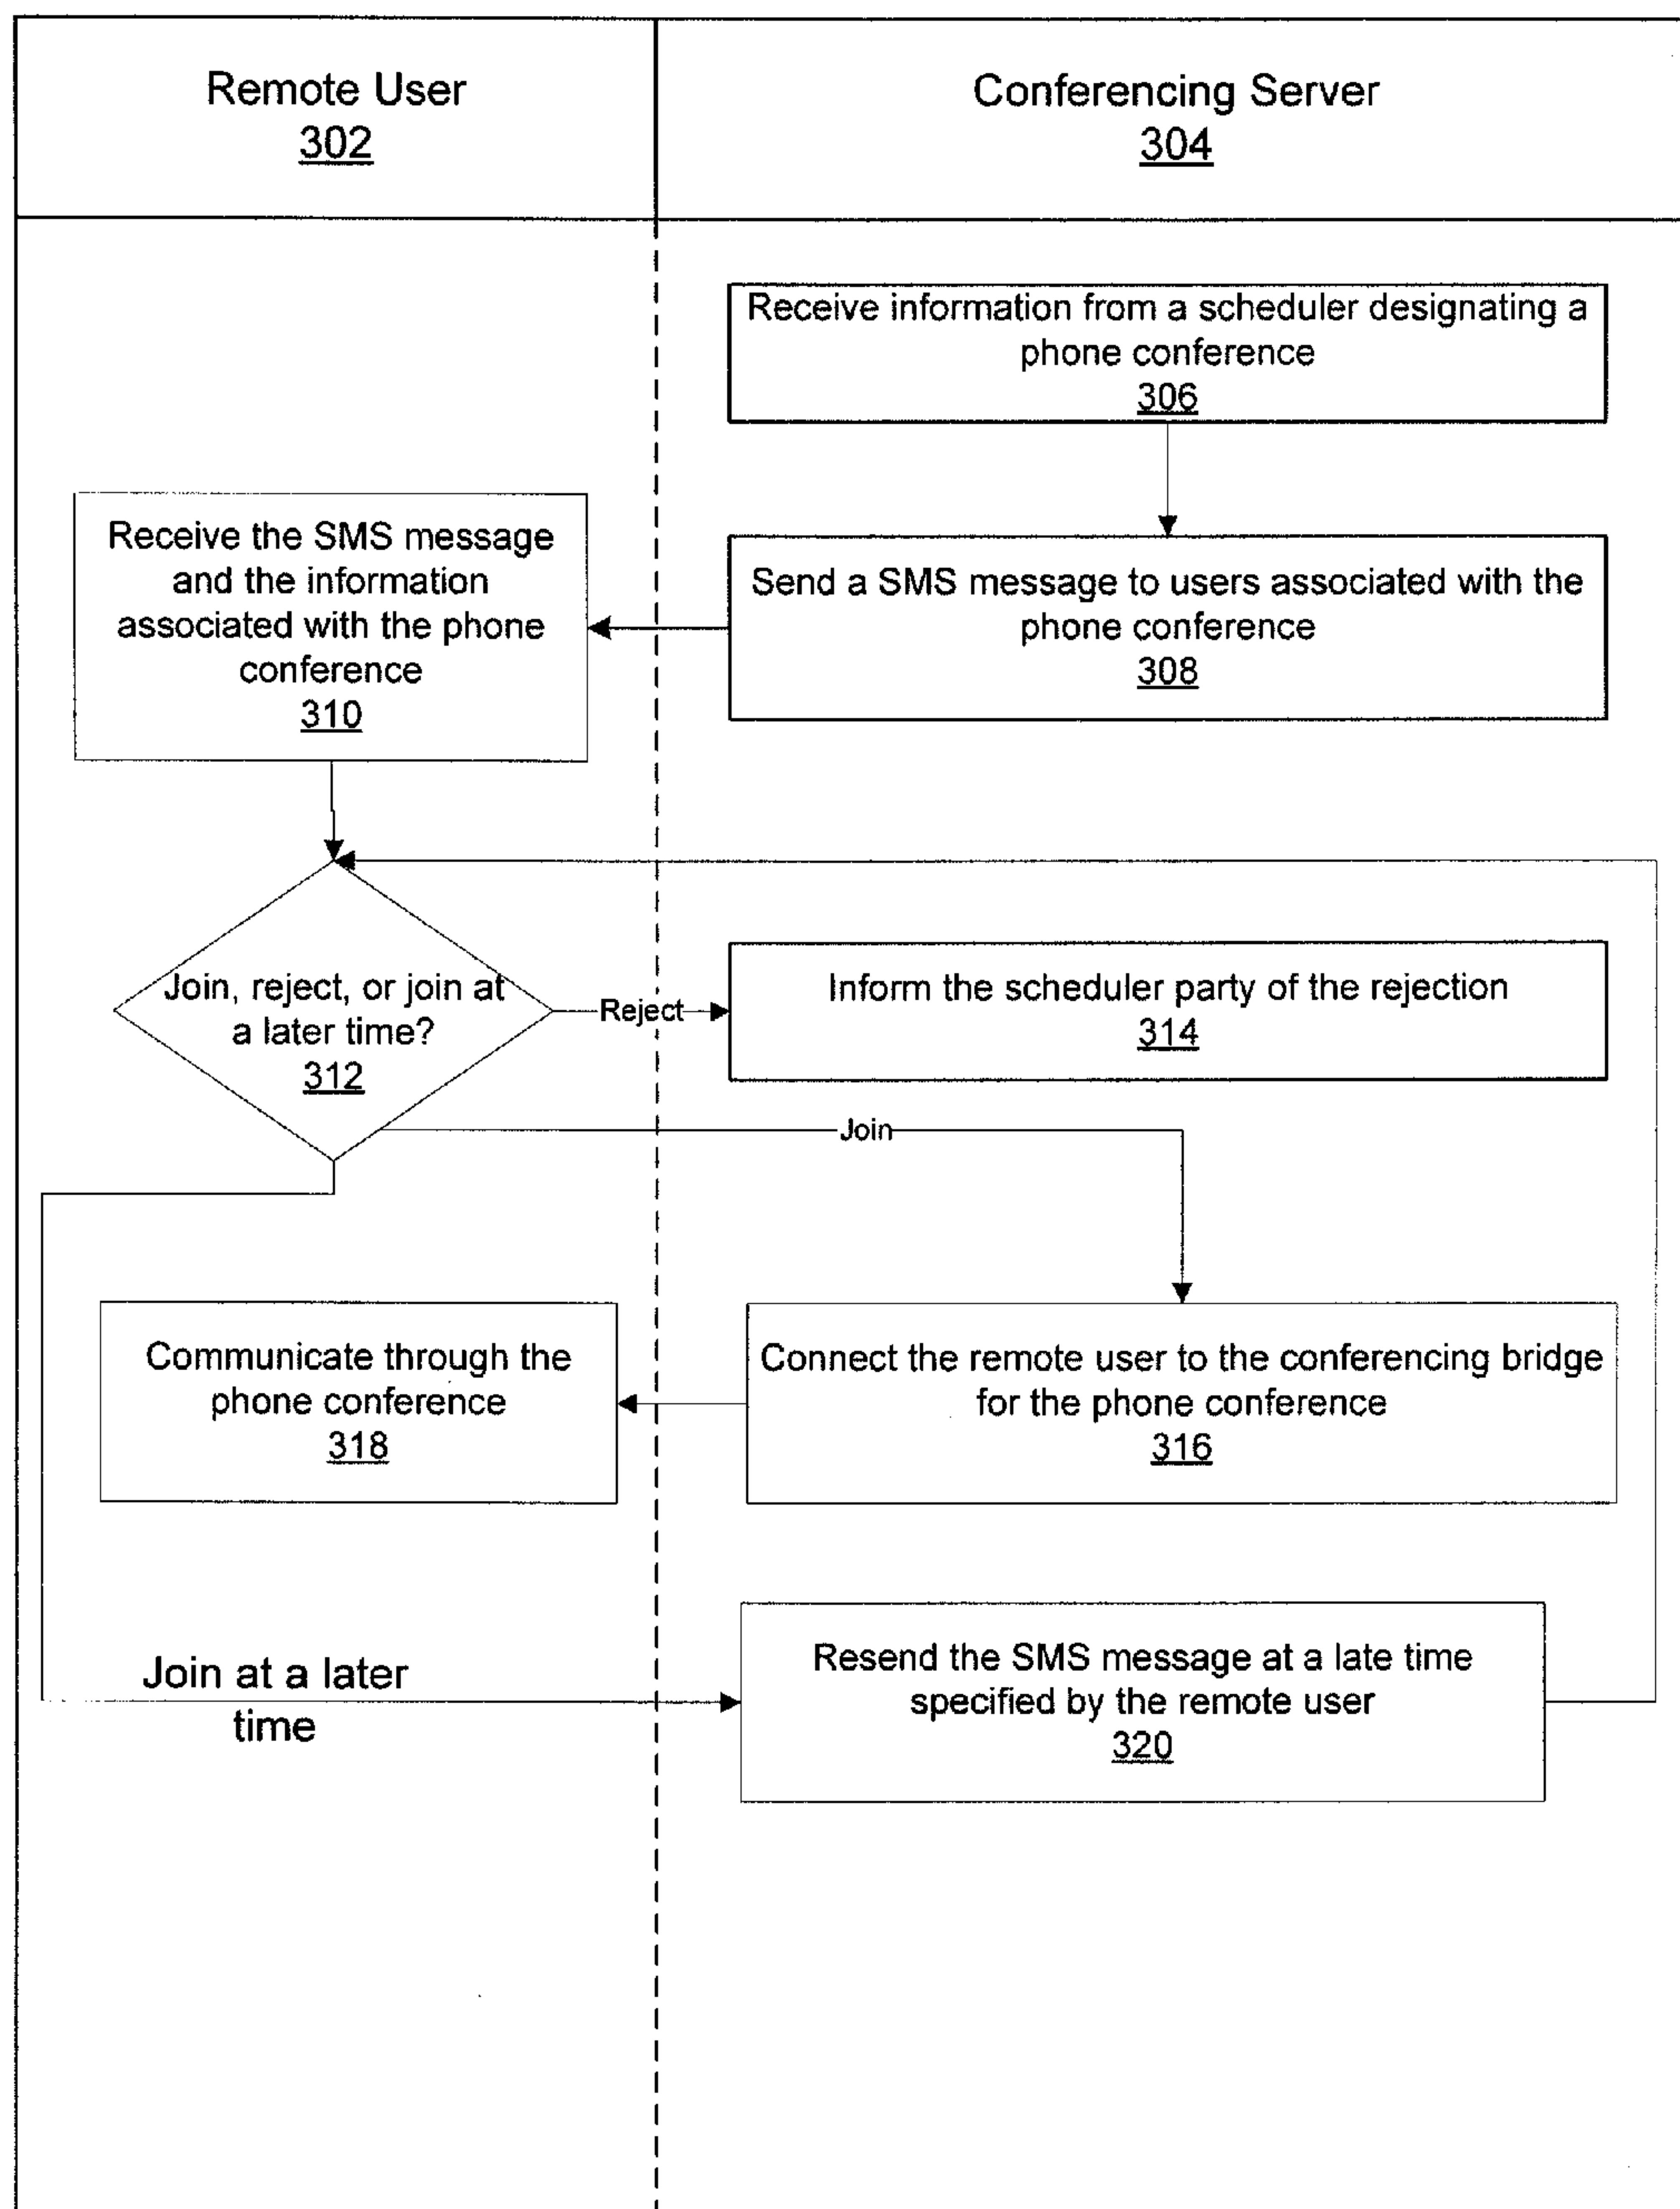 Remote User
302
Conferencing Server
304
Receive information from a scheduler designating a
phone conference
306
Send a SMS message to users associated with the
phone conference
308
Receive the SMS message
and the information
associated with the phone
conference
310
Join, reject, or join at
a later time?
312
Reject
Inform the scheduler party of the rejection
314
Join
Connect the remote user to the conferencing bridge
for the phone conference
316
Communicate through the
phone conference
318
Join at a later
time
Resend the SMS message at a late time
specified by the remote user
320